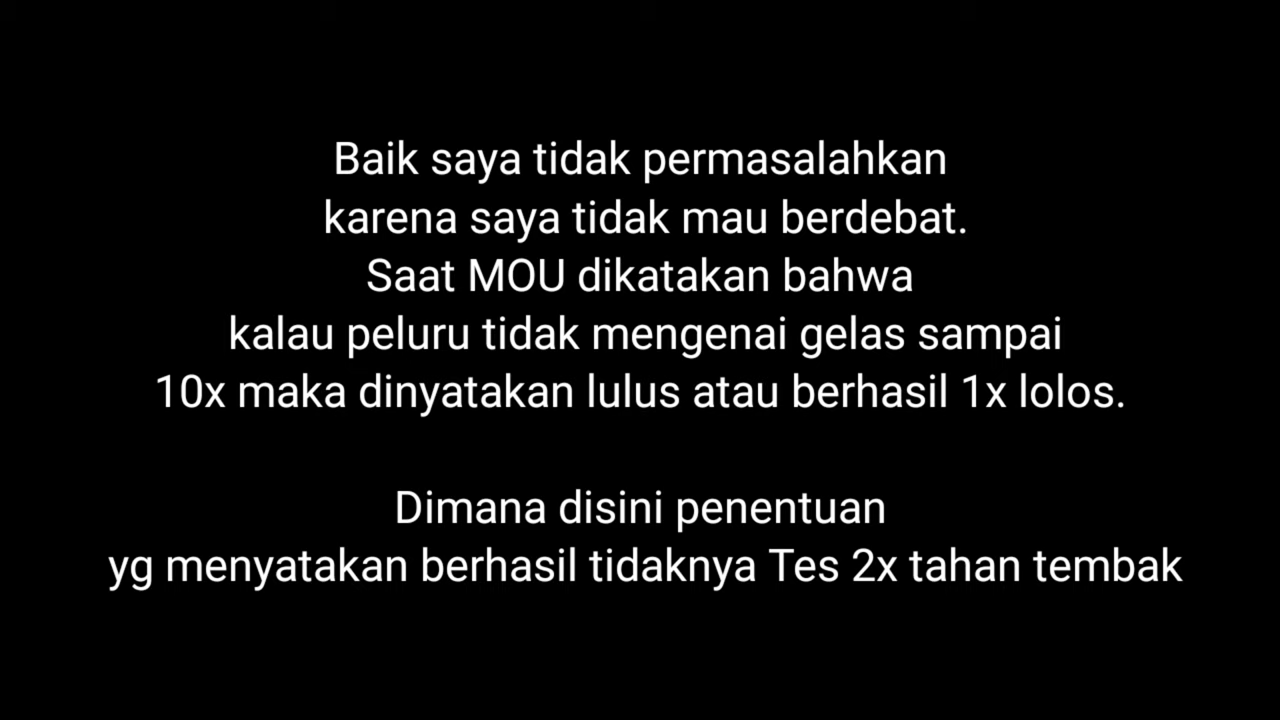 Baik saya tidak permasalahkan
karena saya tidak mau berdebat.
Saat MOU dikatakan bahwa
kalau peluru tidak mengenai gelas sampai
10x maka dinyatakan lulus atau berhasil 1x lolos.
Dimana disini penentuan
yg menyatakan berhasil tidaknya Tes 2x tahan tembak